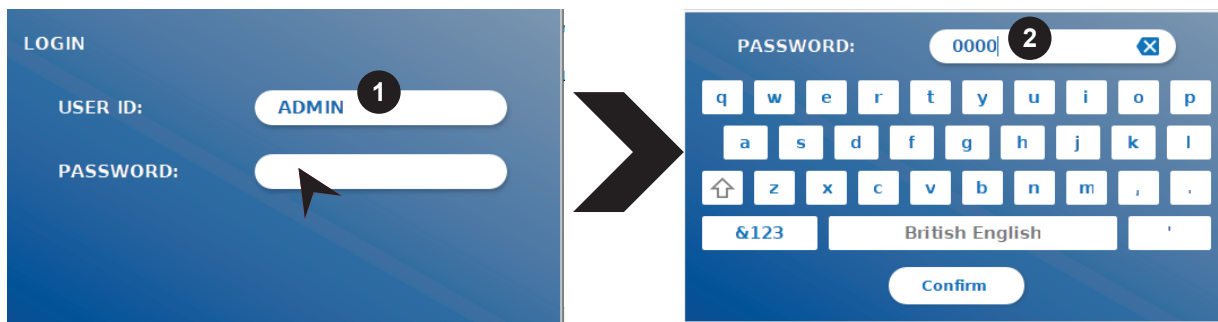 LOGIN
USER ID:
ADMIN
1
PASSWORD:
PASSWORD:
0000
2
q w e r t y u i o p
a s d f g h j k l
z x c v b n m , .
&123 British English '
Confirm